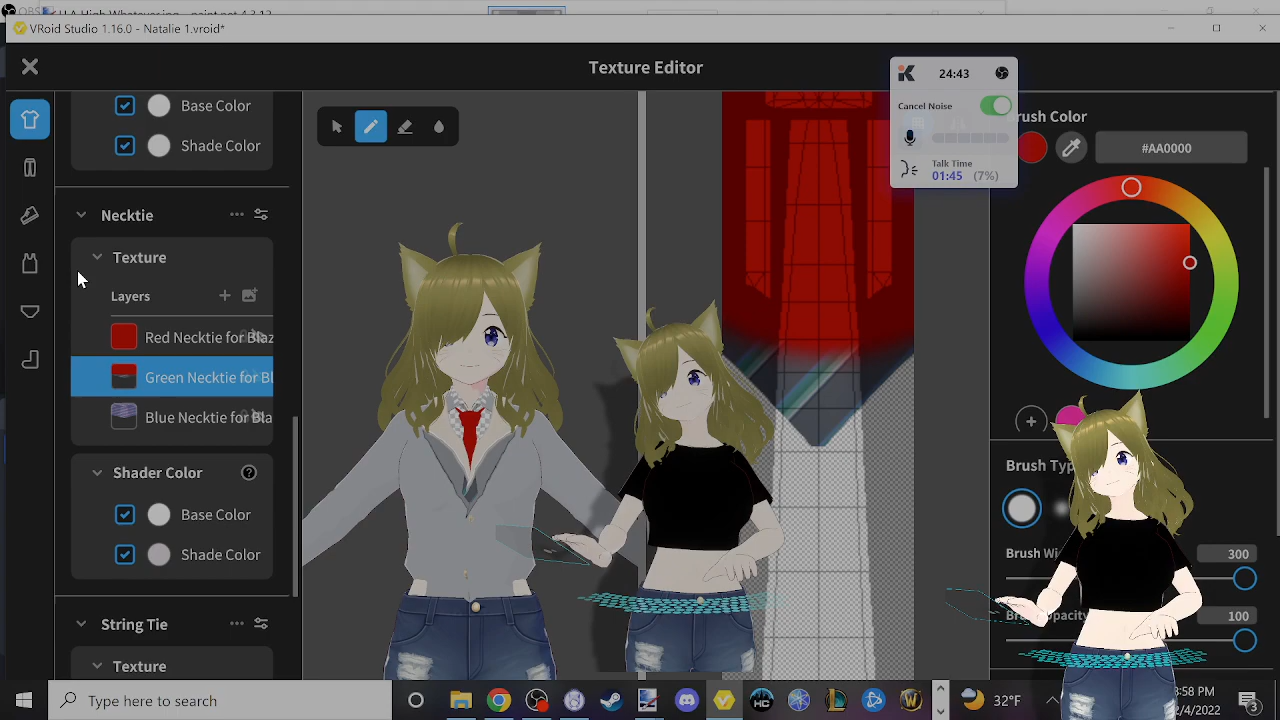 VRoid Studio 1.16.0 - Natalie 1.vroid*
Texture Editor
24:43
Cancel Noise
Talk Time
01:45 (7%)
Base Color
Shade Color
Necktie
Texture
Layers
Red Necktie for Blaz
Green Necktie for Bl
Blue Necktie for Bla
Shader Color
Base Color
Shade Color
String Tie
Texture
Brush Color
#AA0000
Brush
300
100
Type here to search
HC
32°F
:58 PM
2/4/2022
3